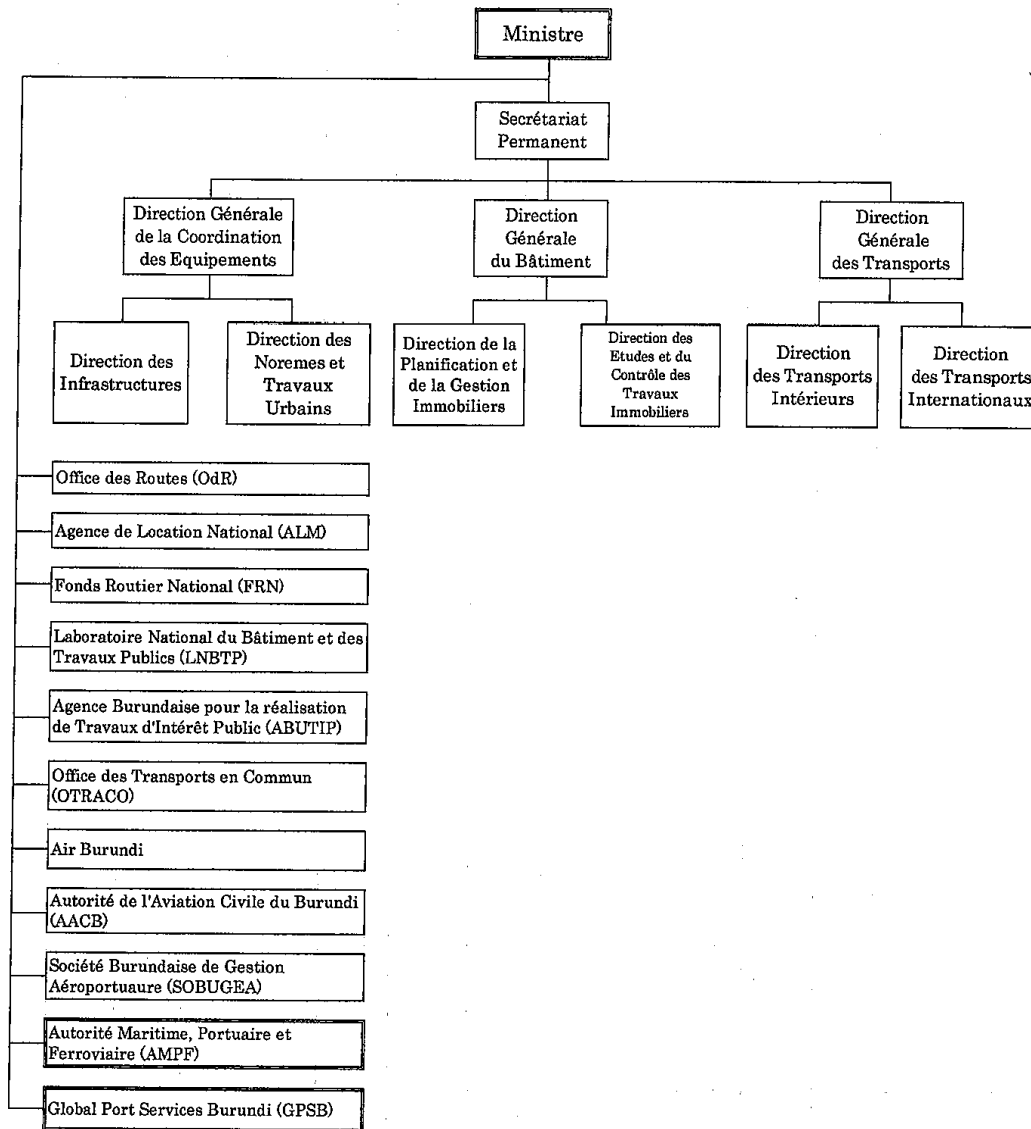 Ministre
Secrétariat
Permanent
Direction Générale
de la Coordination
des Equipements
Direction
Générale
du Bâtiment
Direction
Générale
des Transports
Direction des
Infrastructures
Direction des
Noremes et
Travaux
Urbains
Direction de la
Planification et
de la Gestion
Immobiliers
Direction des
Etudes et du
Contrôle des
Travaux
Immobiliers
Direction
des Transports
Intérieurs
Direction
des Transports
Internationaux
Office des Routes (OdR)
Agence de Location National (ALM)
Fonds Routier National (FRN)
Laboratoire National du Bâtiment et des
Travaux Publics (LNBTP)
Agence Burundaise pour la réalisation
de Travaux d'Intérêt Public (ABUTIP)
Office des Transports en Commun
(OTRACO)
Air Burundi
Autorité de l'Aviation Civile du Burundi
(AACB)
Société Burundaise de Gestion
Aéroportuaure (SOBUGEA)
Autorité Maritime, Portuaire et
Ferroviaire (AMPF)
Global Port Services Burundi (GPSB)